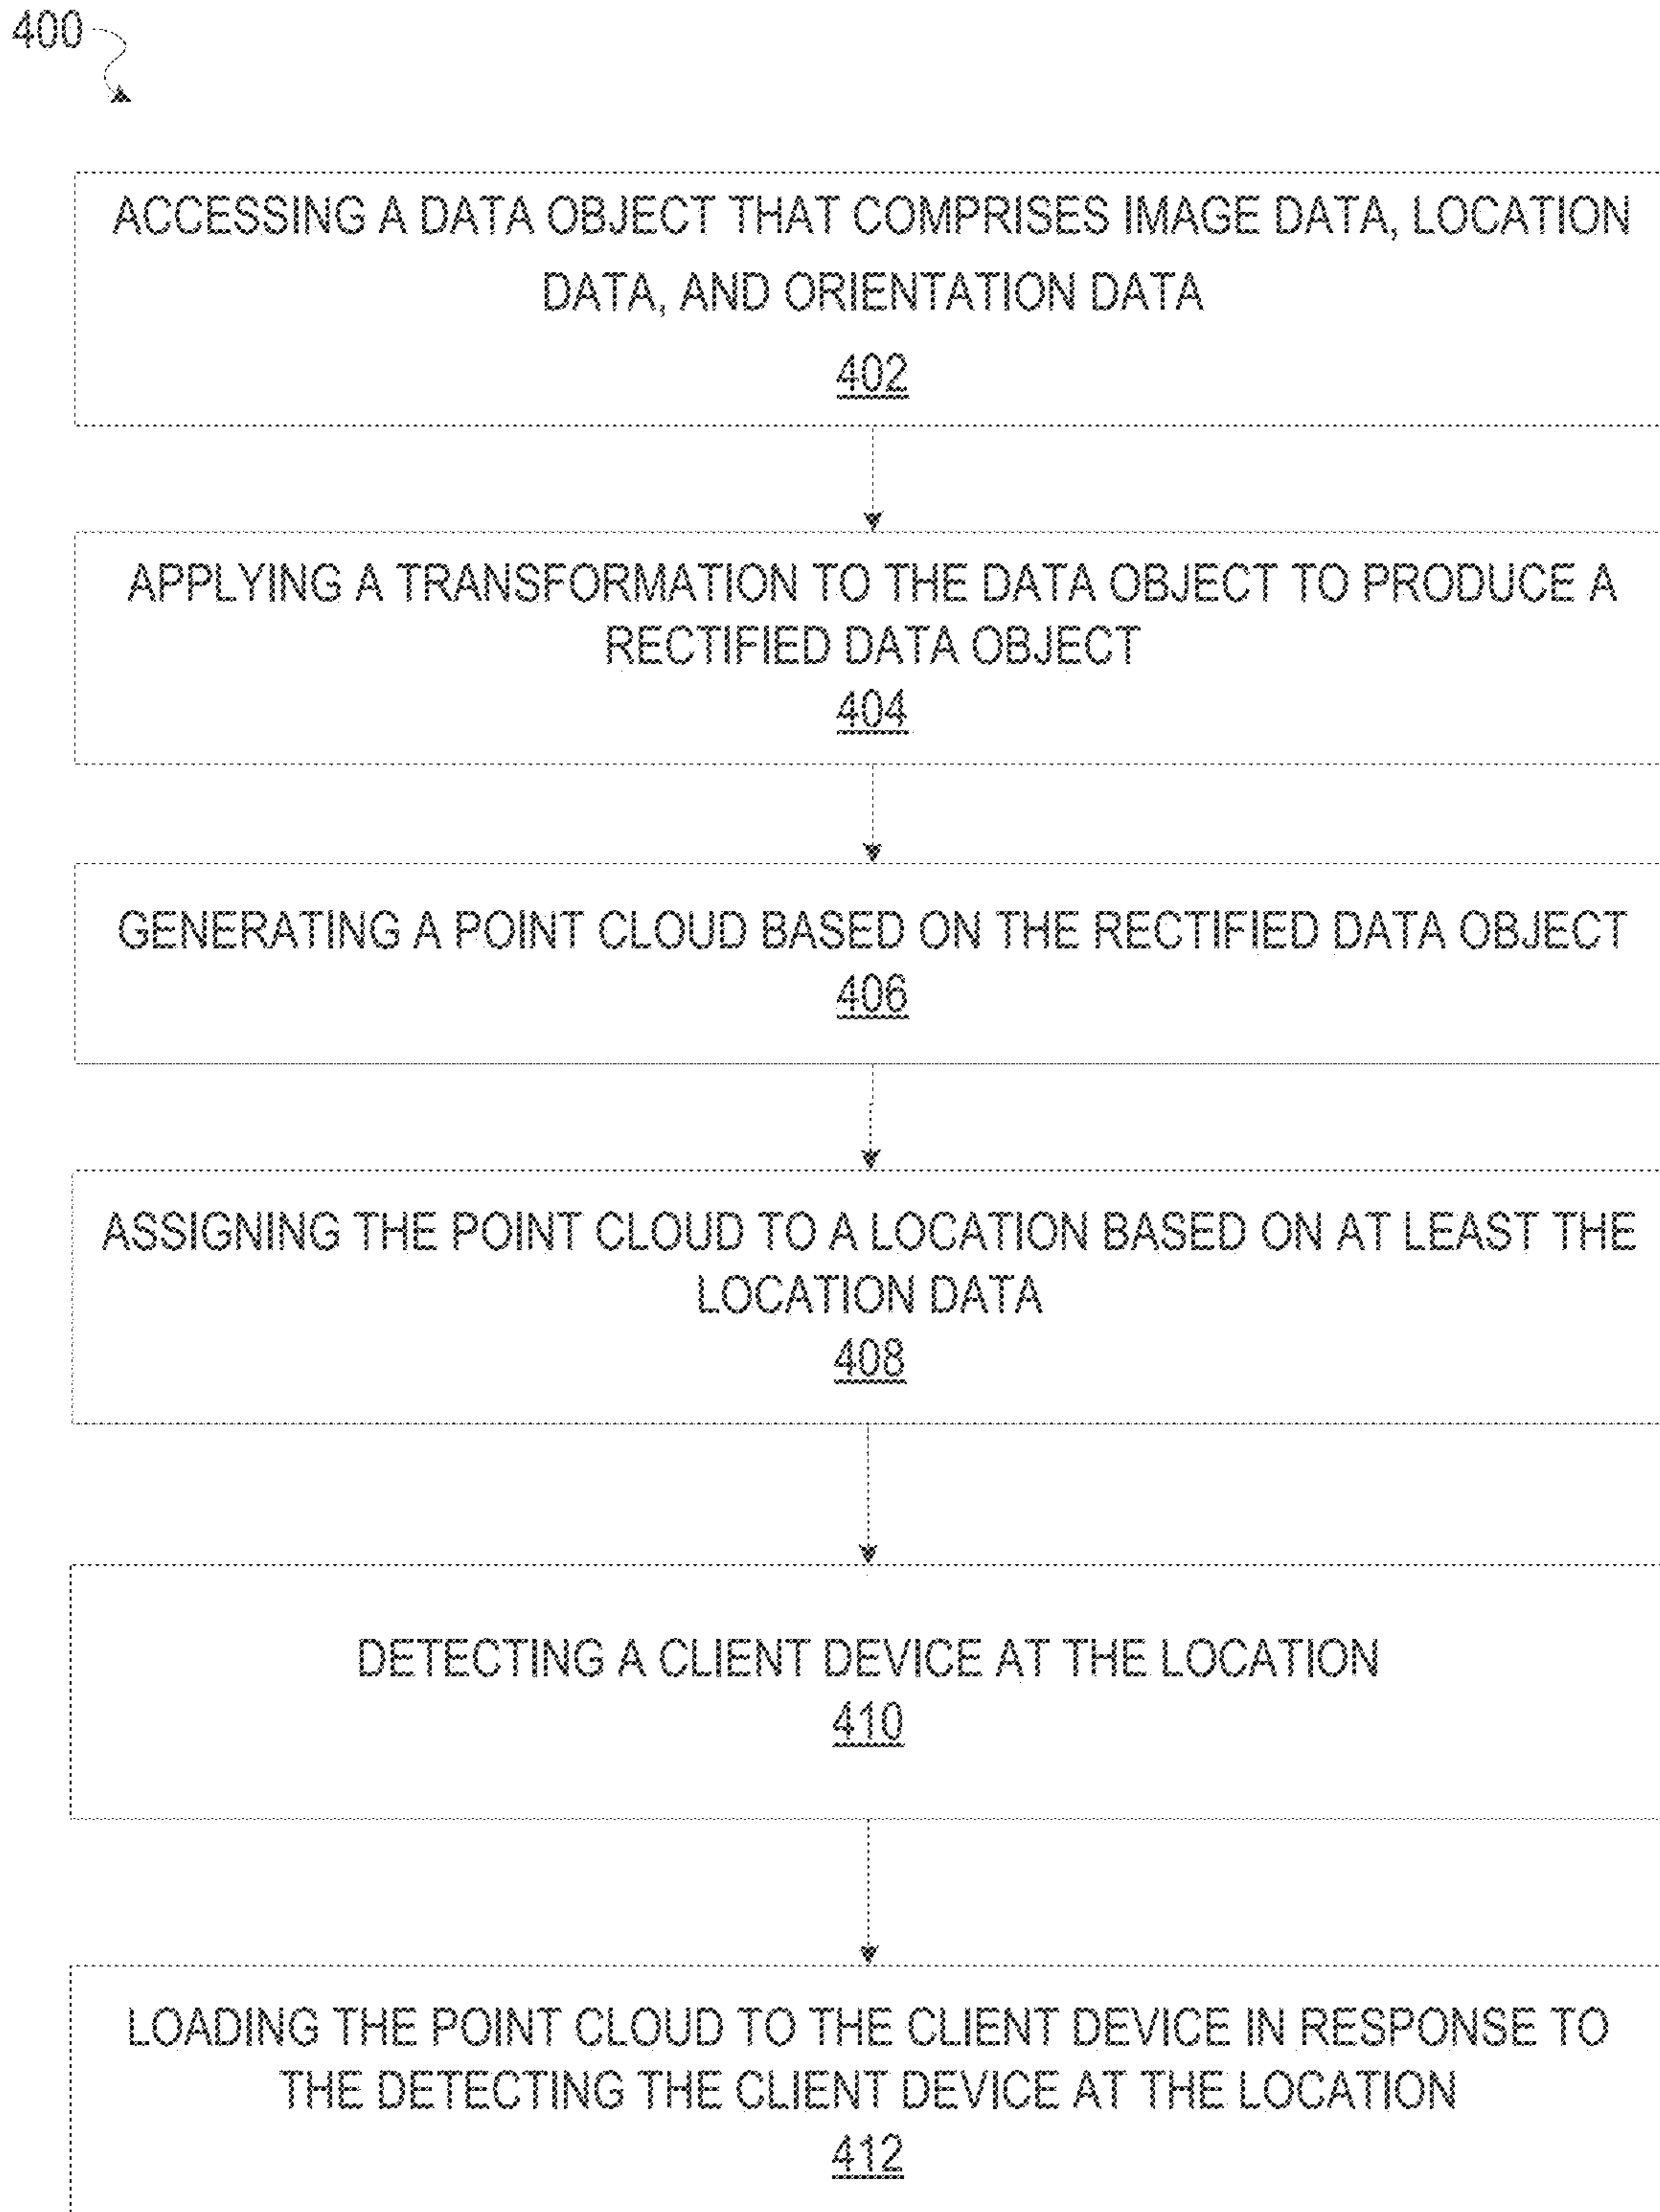 400
ACCESSING A DATA OBJECT THAT COMPRISES IMAGE DATA, LOCATION
DATA, AND ORIENTATION DATA
402
APPLYING A TRANSFORMATION TO THE DATA OBJECT TO PRODUCE A
RECTIFIED DATA OBJECT
404
GENERATING A POINT CLOUD BASED ON THE RECTIFIED DATA OBJECT
406
ASSIGNING THE POINT CLOUD TO A LOCATION BASED ON AT LEAST THE
LOCATION DATA
408
DETECTING A CLIENT DEVICE AT THE LOCATION
410
LOADING THE POINT CLOUD TO THE CLIENT DEVICE IN RESPONSE TO
THE DETECTING THE CLIENT DEVICE AT THE LOCATION
412